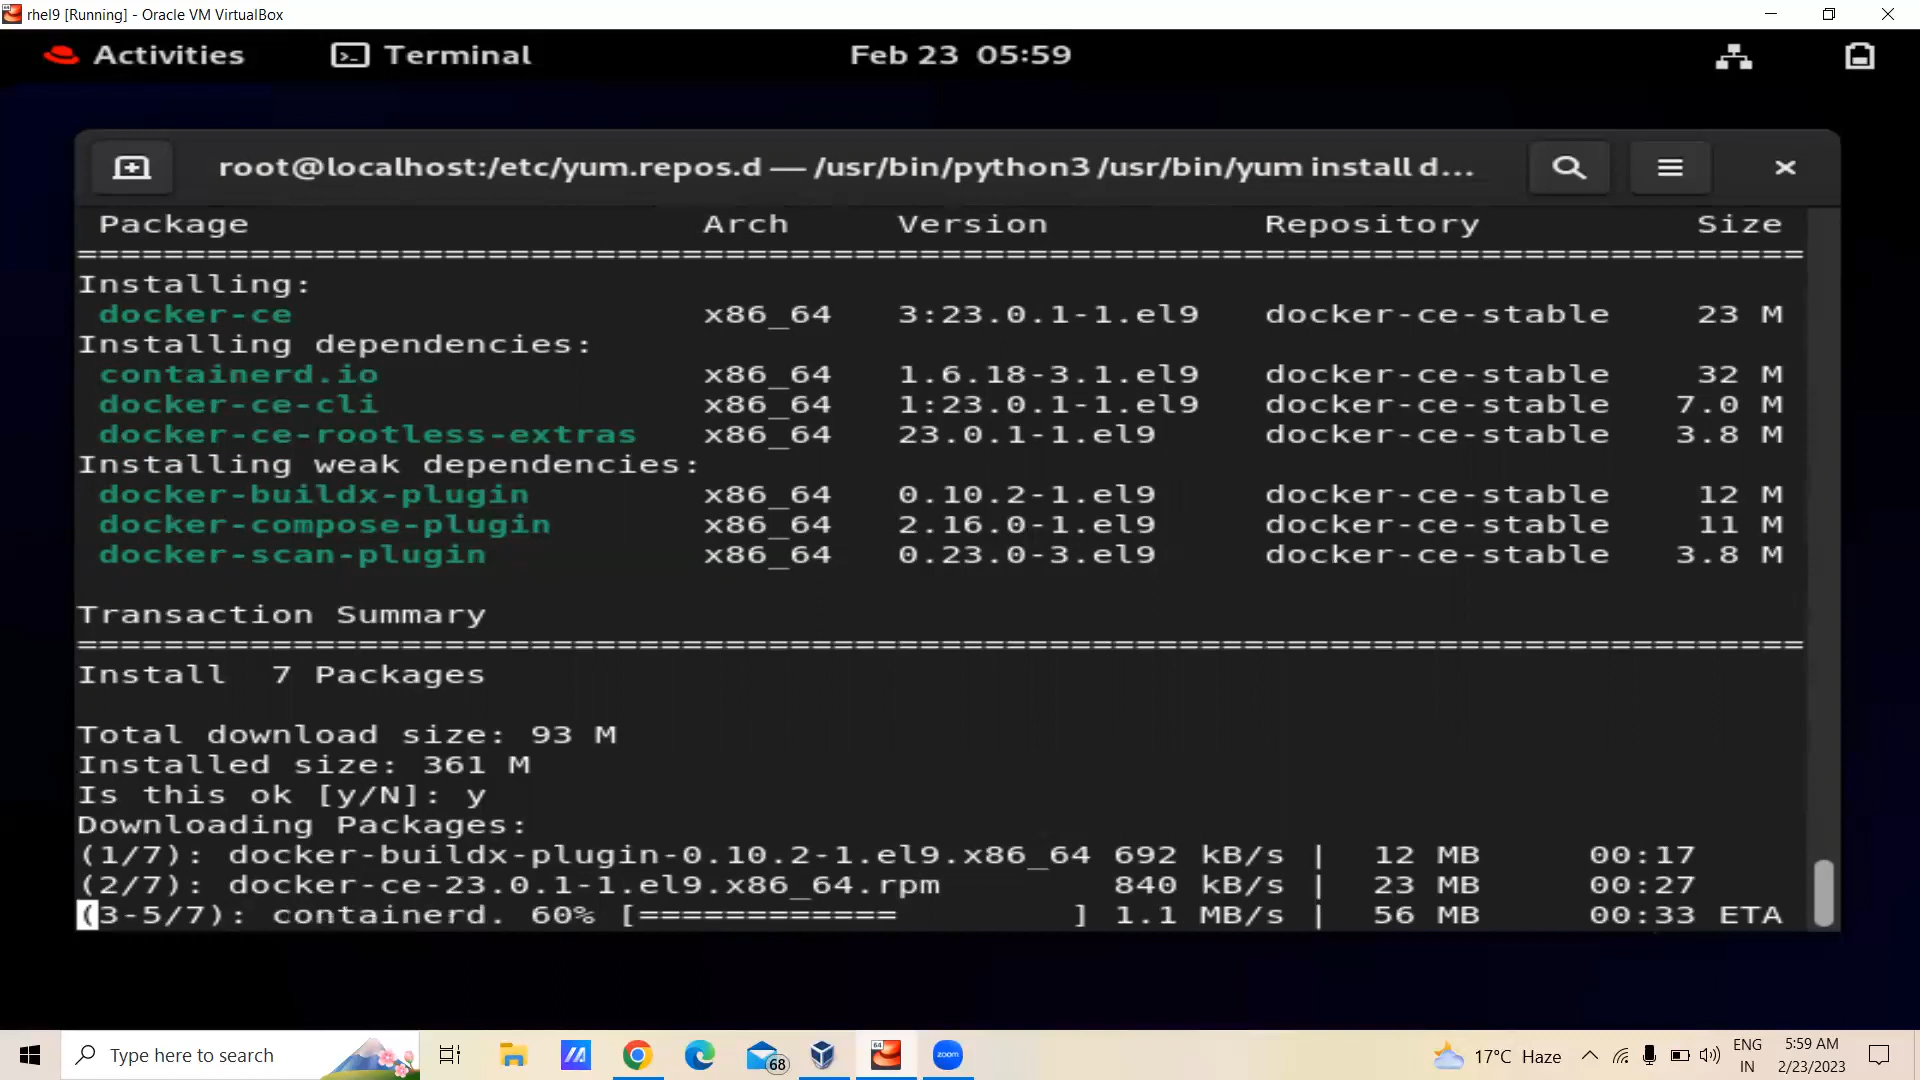 rhel9 [Running] - Oracle VM VirtualBox
Activities Terminal Feb 23 05:59
root@localhost:/etc/yum.repos.d — /usr/bin/python3 /usr/bin/yum install d...
Package Arch Version Repository Size
================================================================================
Installing:
docker-ce x86_64 3:23.0.1-1.el9 docker-ce-stable 23 M
Installing dependencies:
containerd.io x86_64 1.6.18-3.1.el9 docker-ce-stable 32 M
docker-ce-cli x86_64 1:23.0.1-1.el9 docker-ce-stable 7.0 M
docker-ce-rootless-extras x86_64 23.0.1-1.el9 docker-ce-stable 3.8 M
Installing weak dependencies:
docker-buildx-plugin x86_64 0.10.2-1.el9 docker-ce-stable 12 M
docker-compose-plugin x86_64 2.16.0-1.el9 docker-ce-stable 11 M
docker-scan-plugin x86_64 0.23.0-3.el9 docker-ce-stable 3.8 M
Transaction Summary
================================================================================
Install 7 Packages
Total download size: 93 M
Installed size: 361 M
Is this ok [y/N]: y
Downloading Packages:
(1/7): docker-buildx-plugin-0.10.2-1.el9.x86_64 692 kB/s | 12 MB 00:17
(2/7): docker-ce-23.0.1-1.el9.x86_64.rpm 840 kB/s | 23 MB 00:27
(3-5/7): containerd. 60% [============ ] 1.1 MB/s | 56 MB 00:33 ETA
Type here to search 68 zoom 17°C Haze ENG IN 5:59 AM 2/23/2023